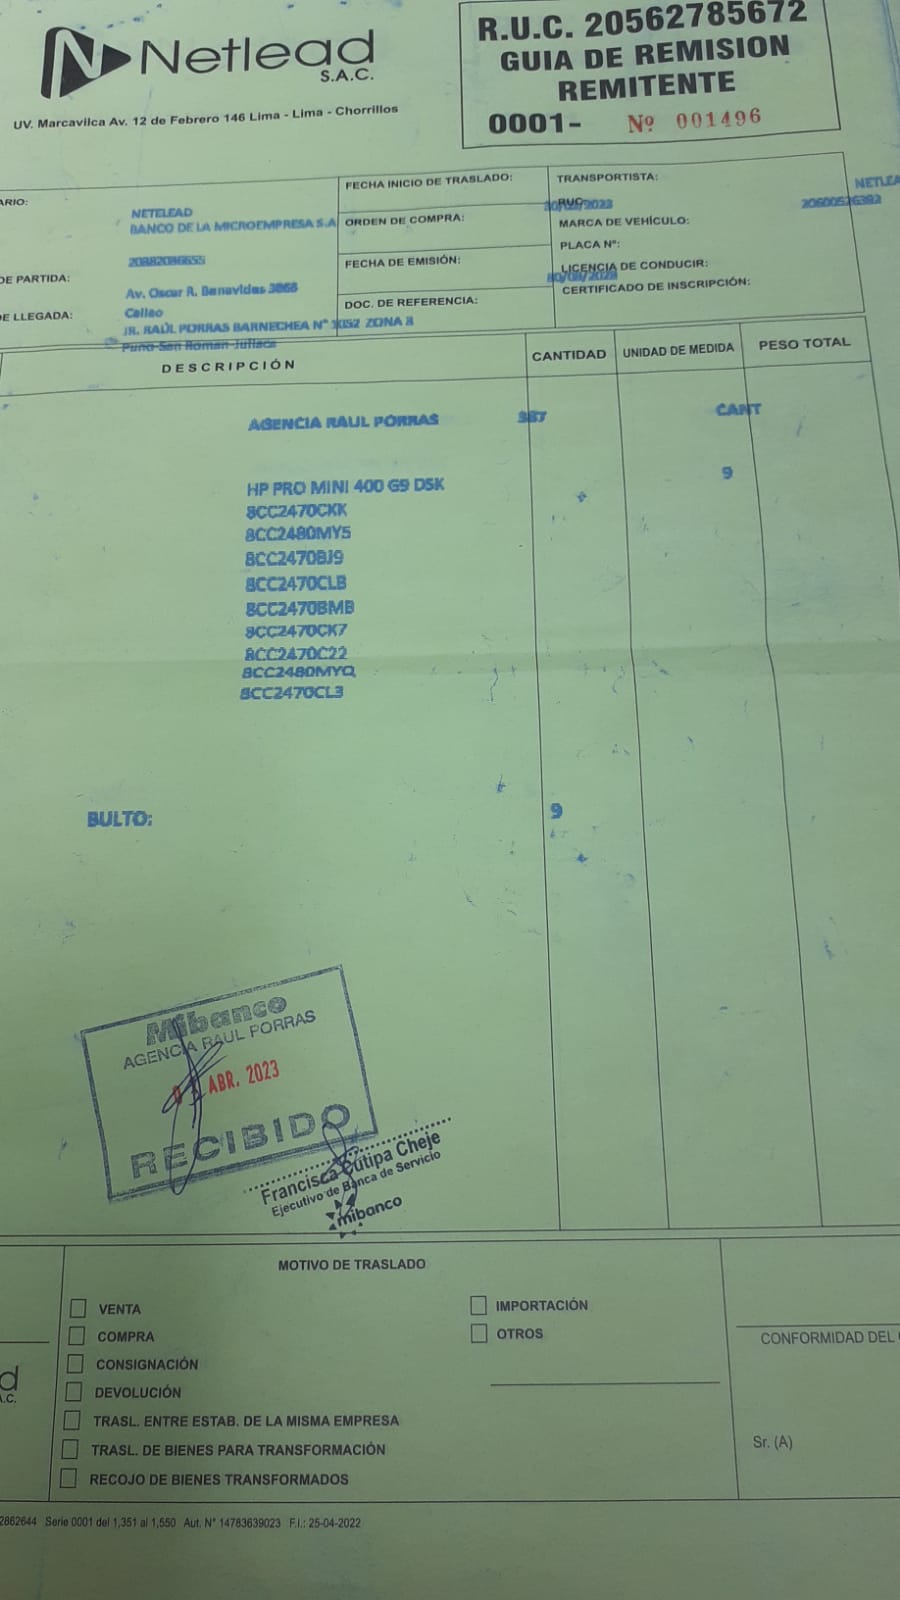 Netlead
S.A.C.
UV. Marcavilca Av. 12 de Febrero 146 Lima - Lima - Chorrillos
R.U.C. 20562785672
GUIA DE REMISION
REMITENTE
0001- Nº 001496
ARIO:
NETELEAD
BANCO DE LA MICROEMPRESA S.A
DE PARTIDA:
Av. Oscar R. Benavides 3866
Callao
E LLEGADA:
JR. RAÚL PORRAS BARNECHEA N° 1052 ZONA 8
Puno-San Roman-Juliaca
FECHA INICIO DE TRASLADO:
ORDEN DE COMPRA:
FECHA DE EMISIÓN:
DOC. DE REFERENCIA:
TRANSPORTISTA:
NETLEA
RUC:
20600526392
MARCA DE VEHÍCULO:
PLACA Nº:
LICENCIA DE CONDUCIR:
CERTIFICADO DE INSCRIPCIÓN:
DESCRIPCIÓN CANTIDAD UNIDAD DE MEDIDA PESO TOTAL
AGENCIA RAUL PORRAS 387 CANT
HP PRO MINI 400 G9 DSK 9
8CC2470CKK
8CC2480MY5
8CC2470BJ9
8CC2470CLB
8CC2470BMB
8CC2470CK7
8CC2470C22
8CC2480MYQ
8CC2470CL3
BULTO: 9
Mibanco
AGENCIA RAUL PORRAS
ABR. 2023
RECIBIDO
Francisca Cutipa Cheje
Ejecutivo de Banca de Servicio
mibanco
MOTIVO DE TRASLADO
VENTA
COMPRA
CONSIGNACIÓN
DEVOLUCIÓN
TRASL. ENTRE ESTAB. DE LA MISMA EMPRESA
TRASL. DE BIENES PARA TRANSFORMACIÓN
RECOJO DE BIENES TRANSFORMADOS
IMPORTACIÓN
OTROS
CONFORMIDAD DEL
Sr. (A)
d
A.C.
2862644 Serie 0001 del 1,351 al 1,550 Aut. N° 14783639023 F.I.: 25-04-2022